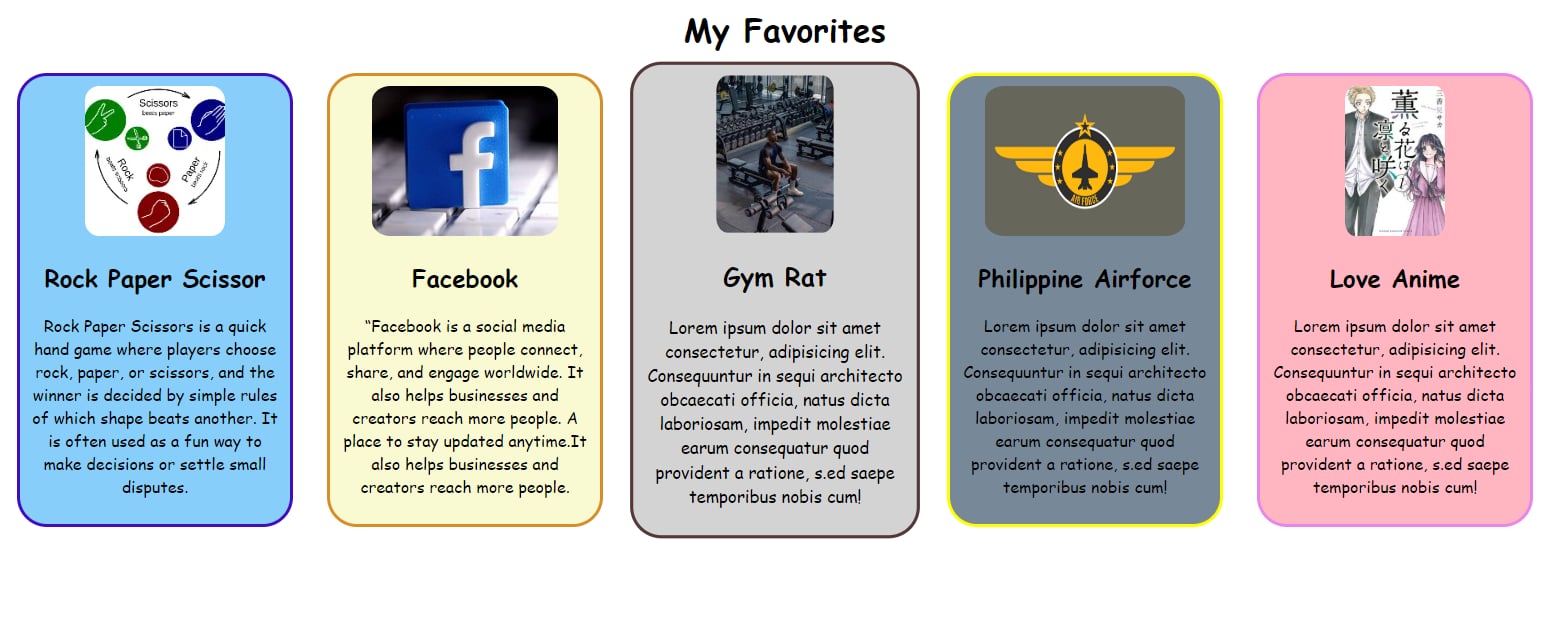 My Favorites
Scissors
beats paper
Rock
beats scissors
Paper
beats rock
Rock Paper Scissor
Rock Paper Scissors is a quick
hand game where players choose
rock, paper, or scissors, and the
winner is decided by simple rules
of which shape beats another. It
is often used as a fun way to
make decisions or settle small
disputes.
f
Facebook
“Facebook is a social media
platform where people connect,
share, and engage worldwide. It
also helps businesses and
creators reach more people. A
place to stay updated anytime.It
also helps businesses and
creators reach more people.
Gym Rat
Lorem ipsum dolor sit amet
consectetur, adipisicing elit.
Consequuntur in sequi architecto
obcaecati officia, natus dicta
laboriosam, impedit molestiae
earum consequatur quod
provident a ratione, s.ed saepe
temporibus nobis cum!
AIR FORCE
Philippine Airforce
Lorem ipsum dolor sit amet
consectetur, adipisicing elit.
Consequuntur in sequi architecto
obcaecati officia, natus dicta
laboriosam, impedit molestiae
earum consequatur quod
provident a ratione, s.ed saepe
temporibus nobis cum!
三香見サカ
薫る花は
凛と咲く
1
Love Anime
Lorem ipsum dolor sit amet
consectetur, adipisicing elit.
Consequuntur in sequi architecto
obcaecati officia, natus dicta
laboriosam, impedit molestiae
earum consequatur quod
provident a ratione, s.ed saepe
temporibus nobis cum!